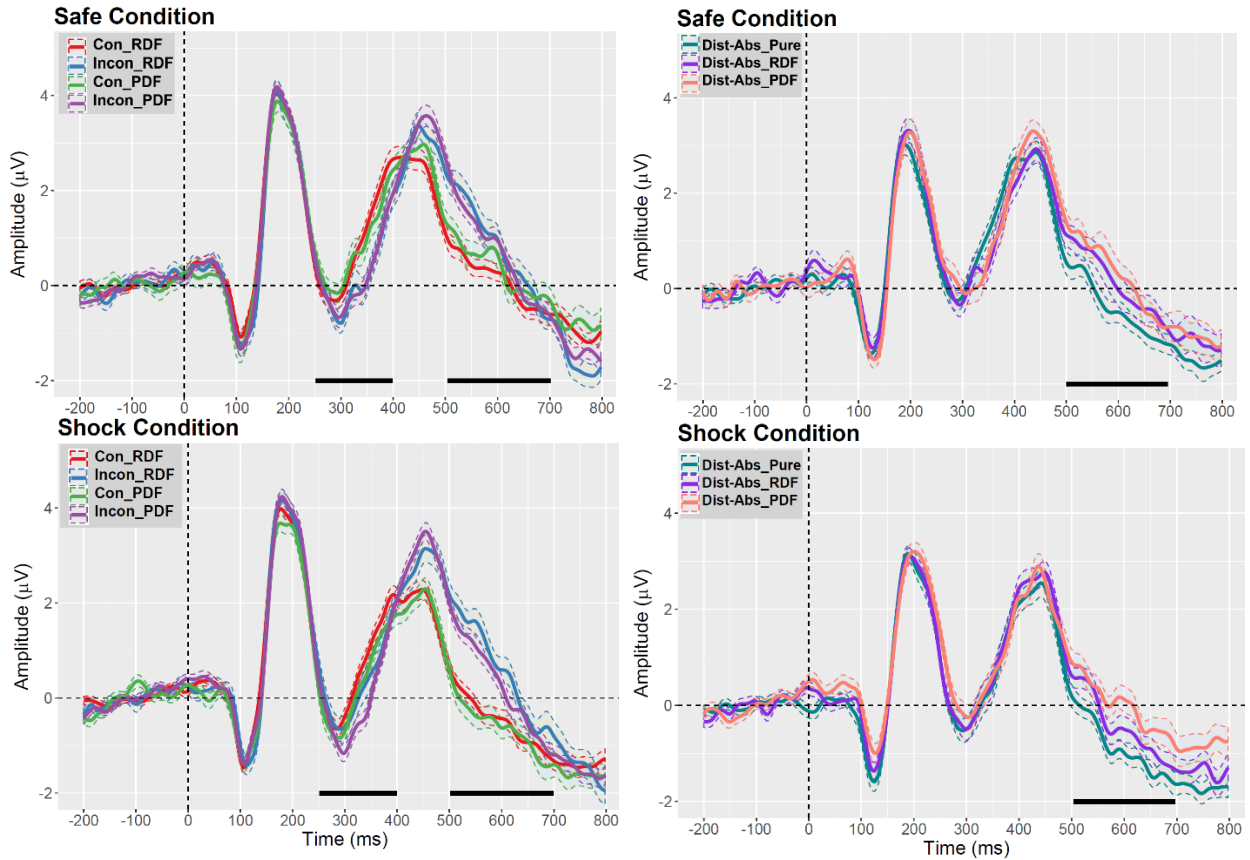 Safe Condition
Con_RDF
Incon_RDF
Con_PDF
Incon_PDF
Amplitude (µV)
4
2
0
-2
-200 -100 0 100 200 300 400 500 600 700 800
Safe Condition
Dist-Abs_Pure
Dist-Abs_RDF
Dist-Abs_PDF
Amplitude (µV)
4
2
0
-2
-200 -100 0 100 200 300 400 500 600 700 800
Shock Condition
Con_RDF
Incon_RDF
Con_PDF
Incon_PDF
Amplitude (µV)
4
2
0
-2
-200 -100 0 100 200 300 400 500 600 700 800
Time (ms)
Shock Condition
Dist-Abs_Pure
Dist-Abs_RDF
Dist-Abs_PDF
Amplitude (µV)
4
2
0
-2
-200 -100 0 100 200 300 400 500 600 700 800
Time (ms)